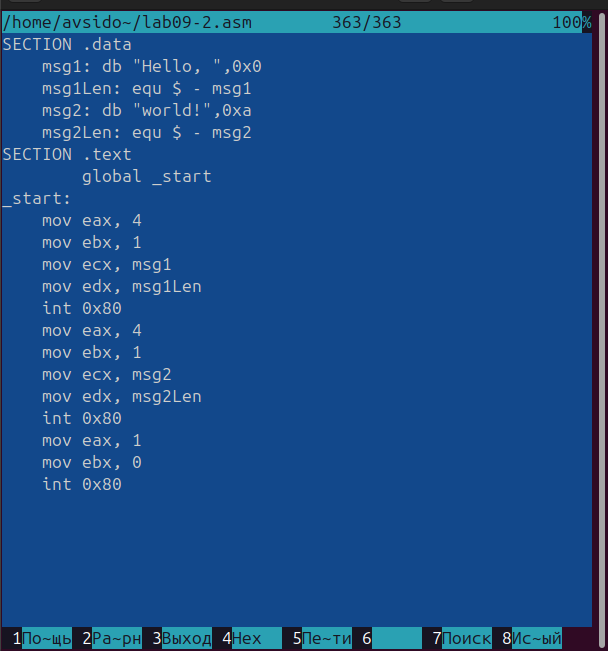 /home/avsido~/lab09-2.asm 363/363 100%
SECTION .data
msg1: db "Hello, ",0x0
msg1Len: equ $ - msg1
msg2: db "world!",0xa
msg2Len: equ $ - msg2
SECTION .text
global _start
_start:
mov eax, 4
mov ebx, 1
mov ecx, msg1
mov edx, msg1Len
int 0x80
mov eax, 4
mov ebx, 1
mov ecx, msg2
mov edx, msg2Len
int 0x80
mov eax, 1
mov ebx, 0
int 0x80
1По~щь 2Ра~рн 3Выход 4Hex 5Пе~ти 6 7Поиск 8Ис~ый